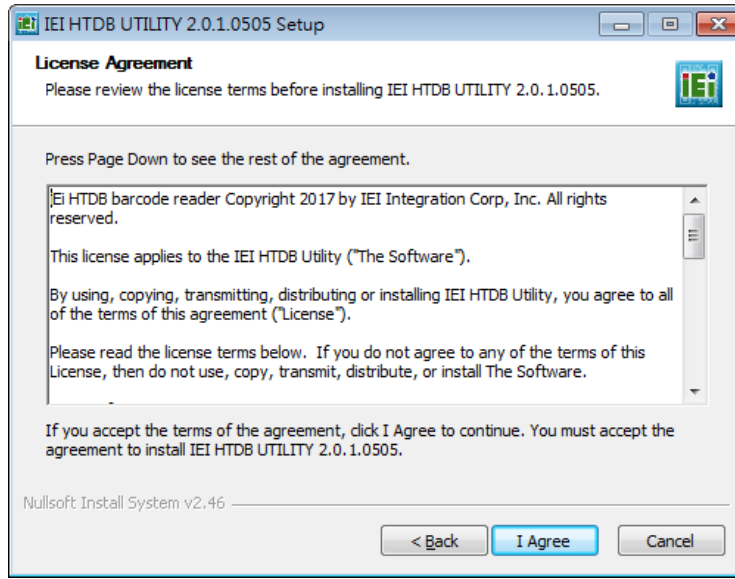 iEi IEI HTDB UTILITY 2.0.1.0505 Setup
License Agreement
Please review the license terms before installing IEI HTDB UTILITY 2.0.1.0505.
iEi
Press Page Down to see the rest of the agreement.
Ei HTDB barcode reader Copyright 2017 by IEI Integration Corp, Inc. All rights
reserved.
This license applies to the IEI HTDB Utility ("The Software").
By using, copying, transmitting, distributing or installing IEI HTDB Utility, you agree to all
of the terms of this agreement ("License").
Please read the license terms below.  If you do not agree to any of the terms of this
License, then do not use, copy, transmit, distribute, or install The Software.
If you accept the terms of the agreement, click I Agree to continue. You must accept the
agreement to install IEI HTDB UTILITY 2.0.1.0505.
Nullsoft Install System v2.46
< Back I Agree Cancel